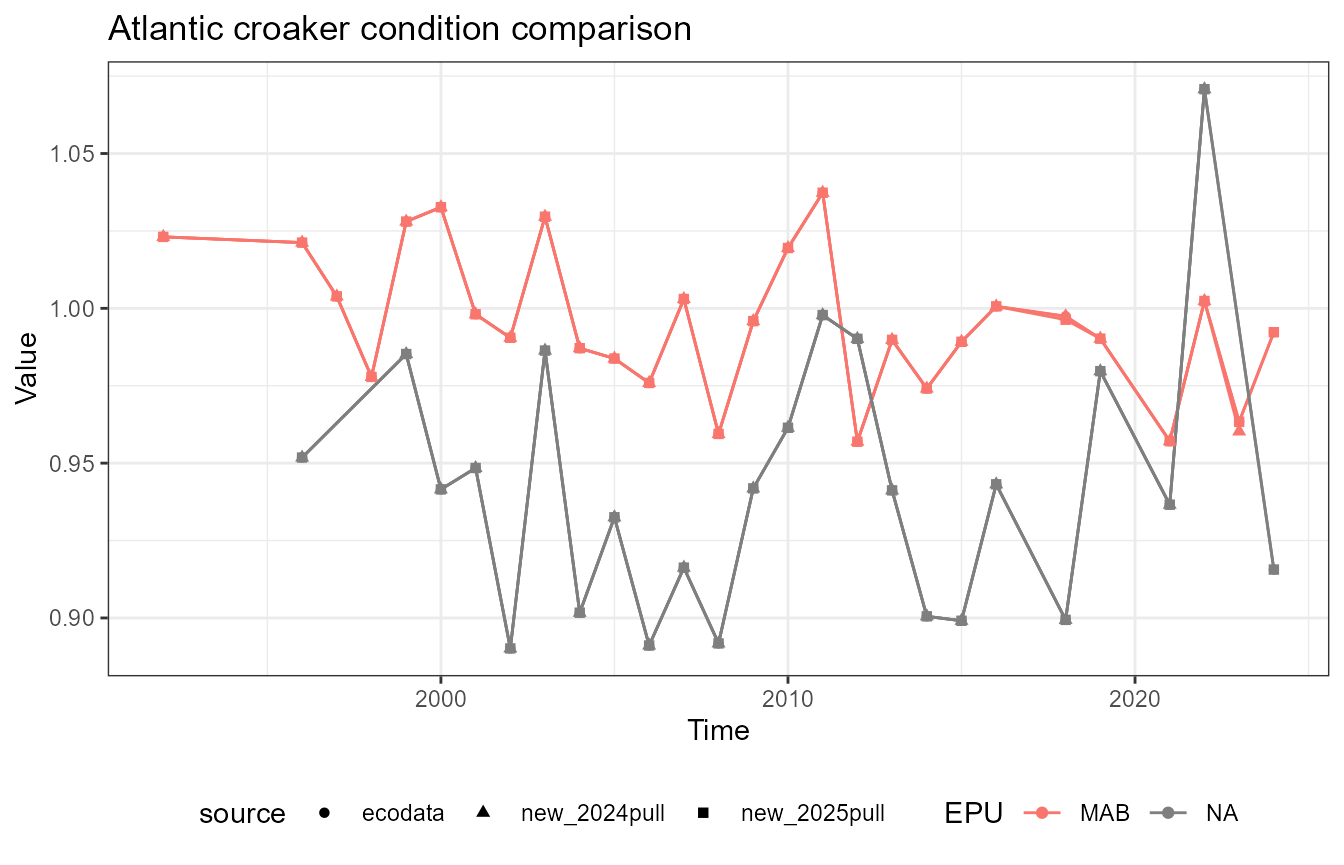 Atlantic croaker condition comparison
Value
1.05
1.00
0.95
0.90
2000 2010 2020
Time
source ecodata new_2024pull new_2025pull EPU MAB NA